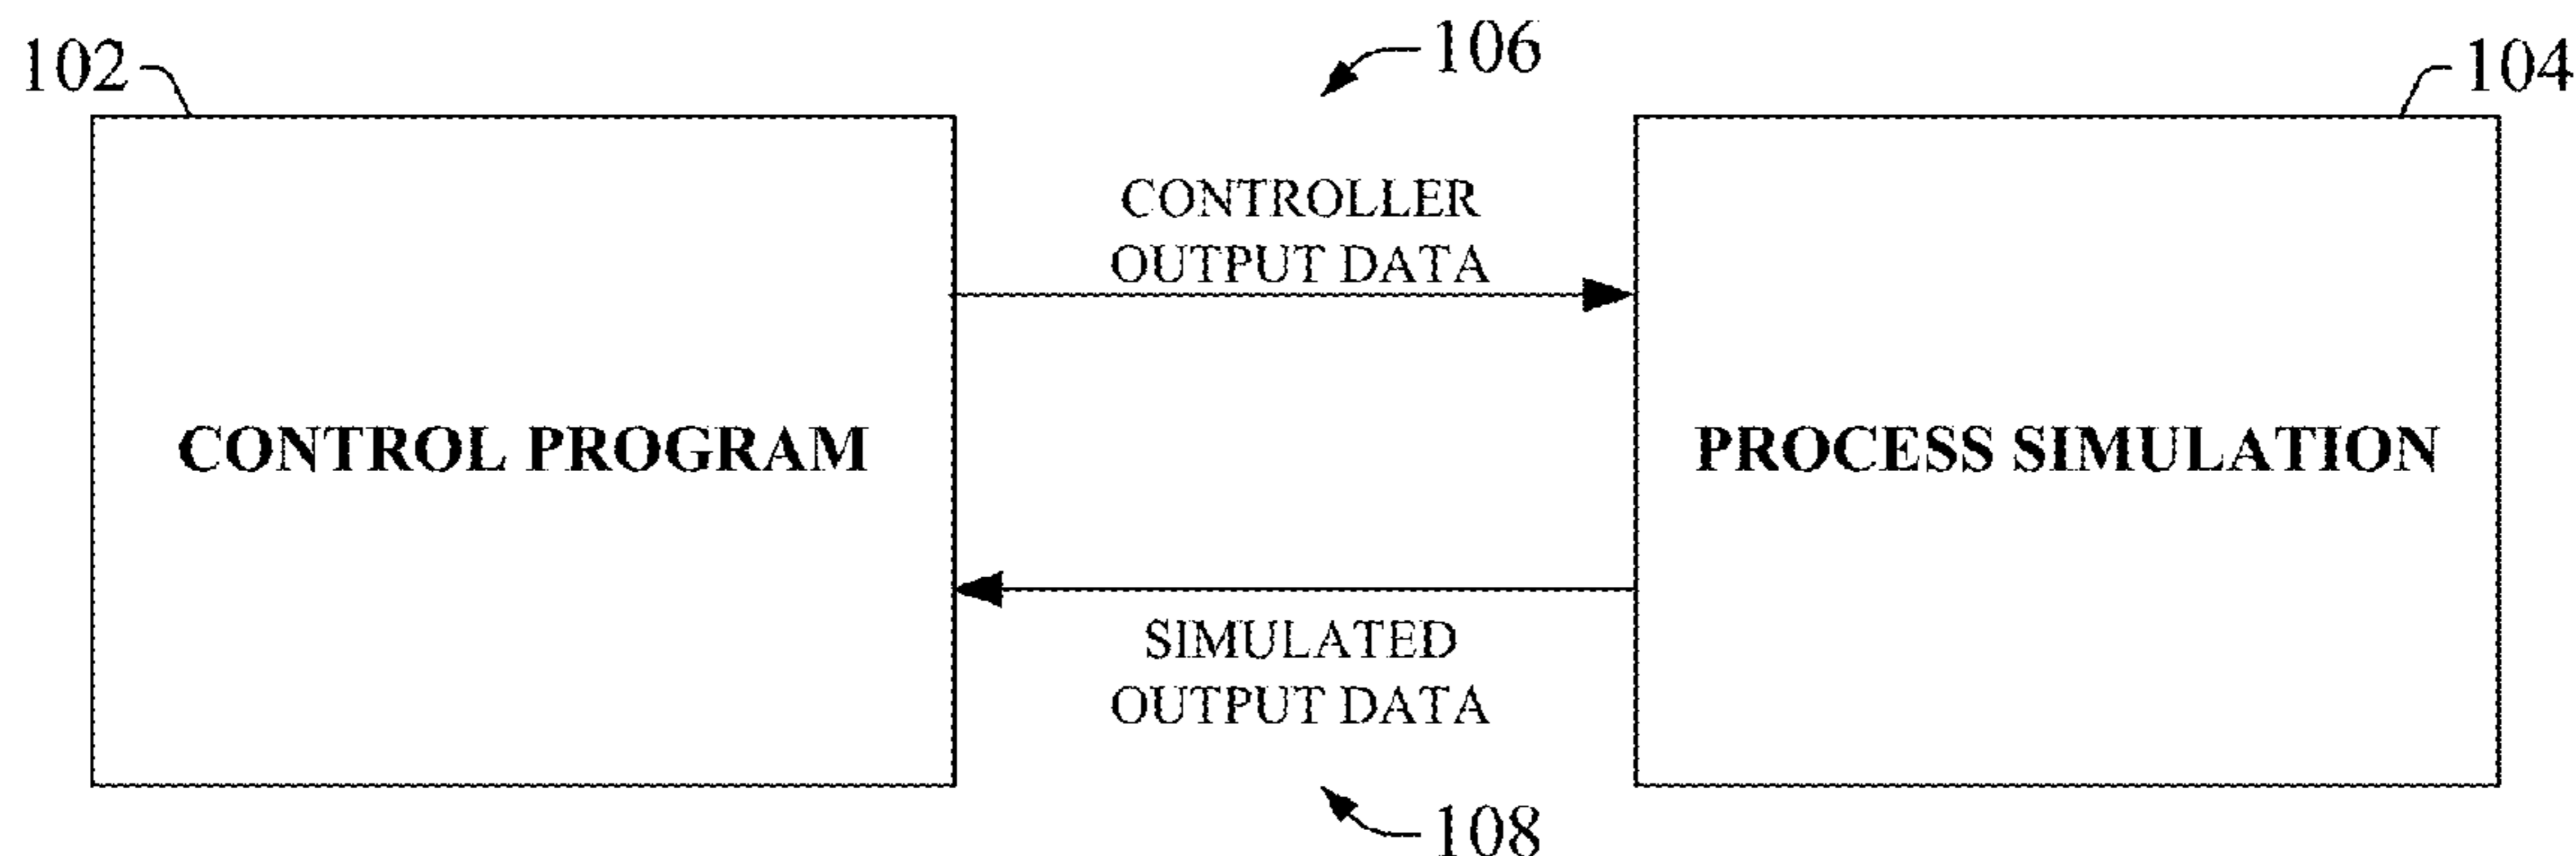 102
106
104
CONTROLLER
OUTPUT DATA
CONTROL PROGRAM
PROCESS SIMULATION
SIMULATED
OUTPUT DATA
108